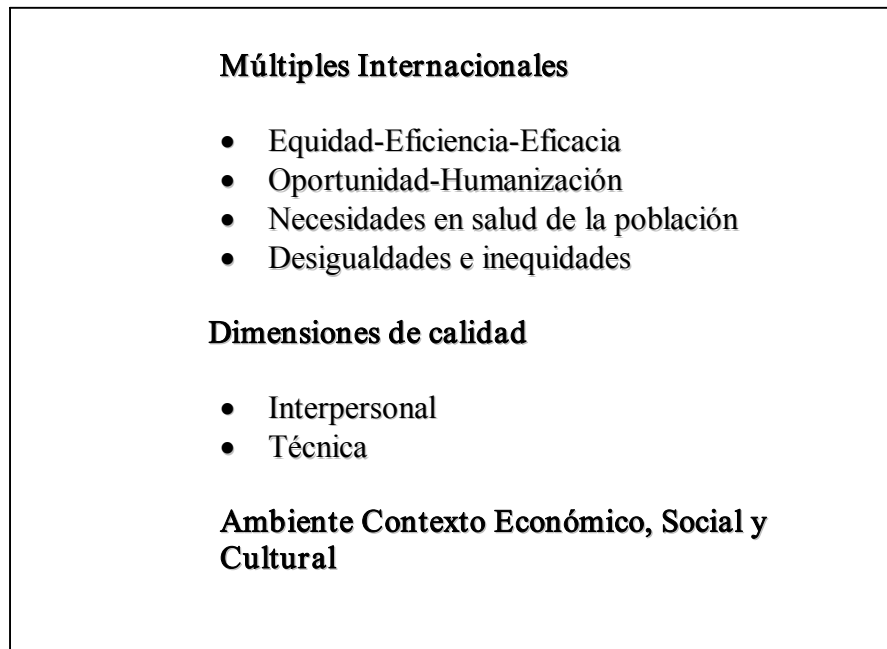 Múltiples Internacionales
• Equidad-Eficiencia-Eficacia
• Oportunidad-Humanización
• Necesidades en salud de la población
• Desigualdades e inequidades
Dimensiones de calidad
• Interpersonal
• Técnica
Ambiente Contexto Económico, Social y
Cultural